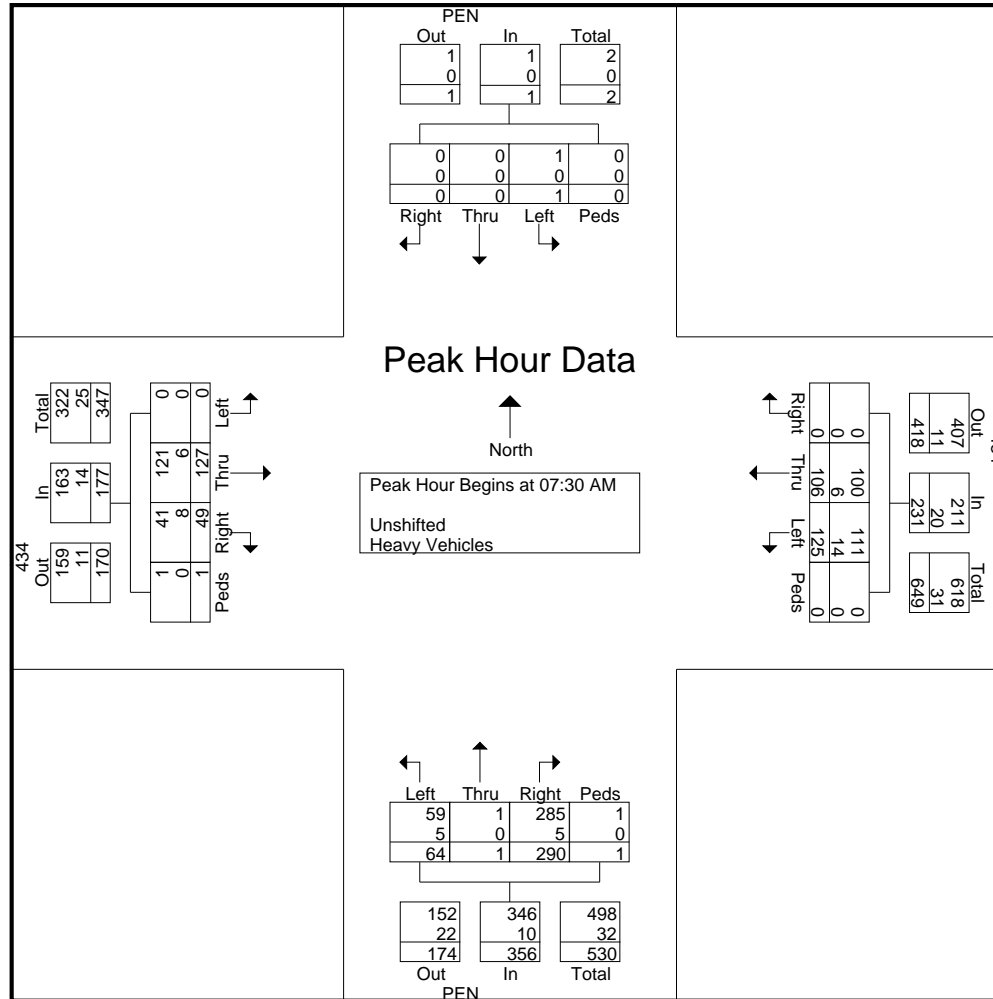 PEN
Out In Total
1 1 2
0 0 0
1 1 2
0 0 1 0
0 0 0 0
0 0 1 0
Right Thru Left Peds
Peak Hour Data
North
Peak Hour Begins at 07:30 AM
Unshifted
Heavy Vehicles
434
Out In Total
159 163 322
11 14 25
170 177 347
Peds Right Thru Left
1 41 121 0
0 8 6 0
1 49 127 0
Out In Total
407 211 618
11 20 31
418 231 649
Right Thru Left Peds
0 100 111 0
0 6 14 0
0 106 125 0
Left Thru Right Peds
59 1 285 1
5 0 5 0
64 1 290 1
152 346 498
22 10 32
174 356 530
Out In Total
PEN